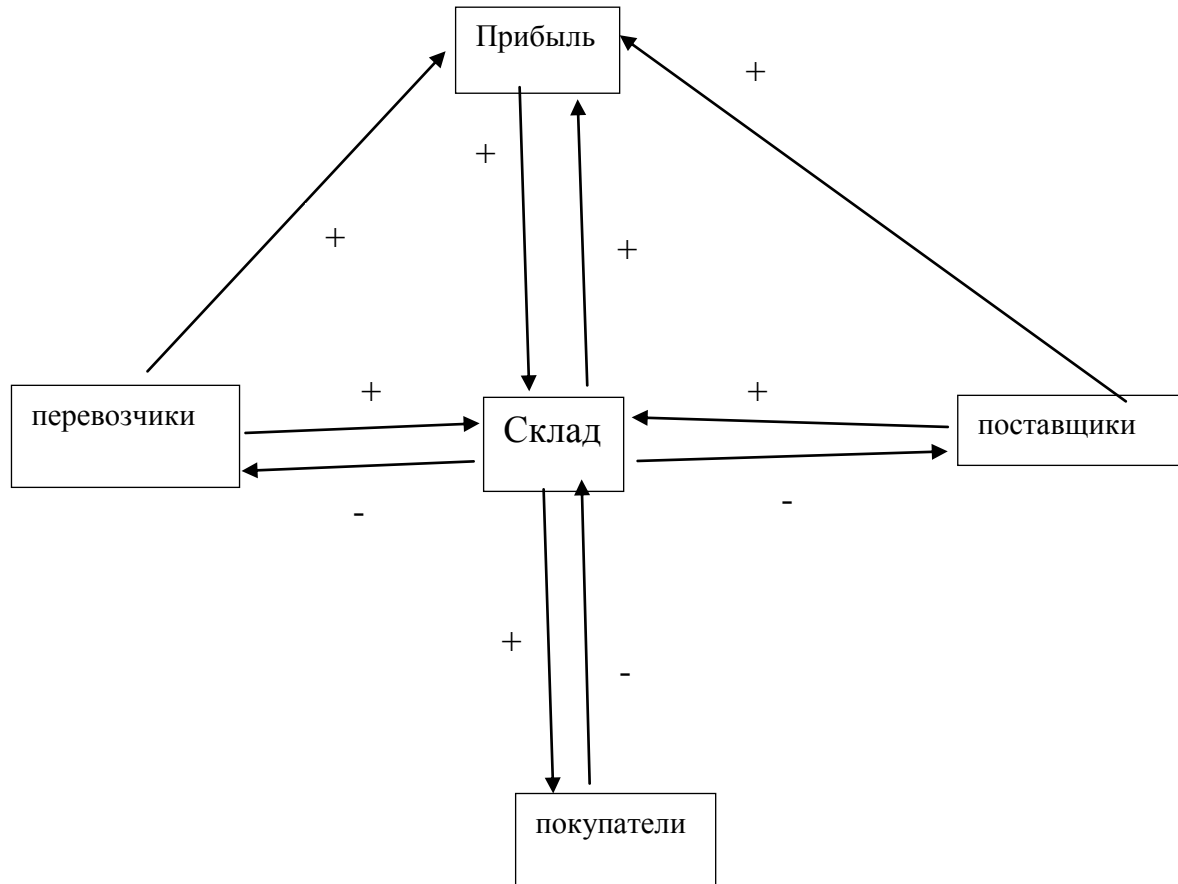 Прибыль
+
+
+
+
перевозчики
+
Склад
+
поставщики
-
-
+
-
покупатели